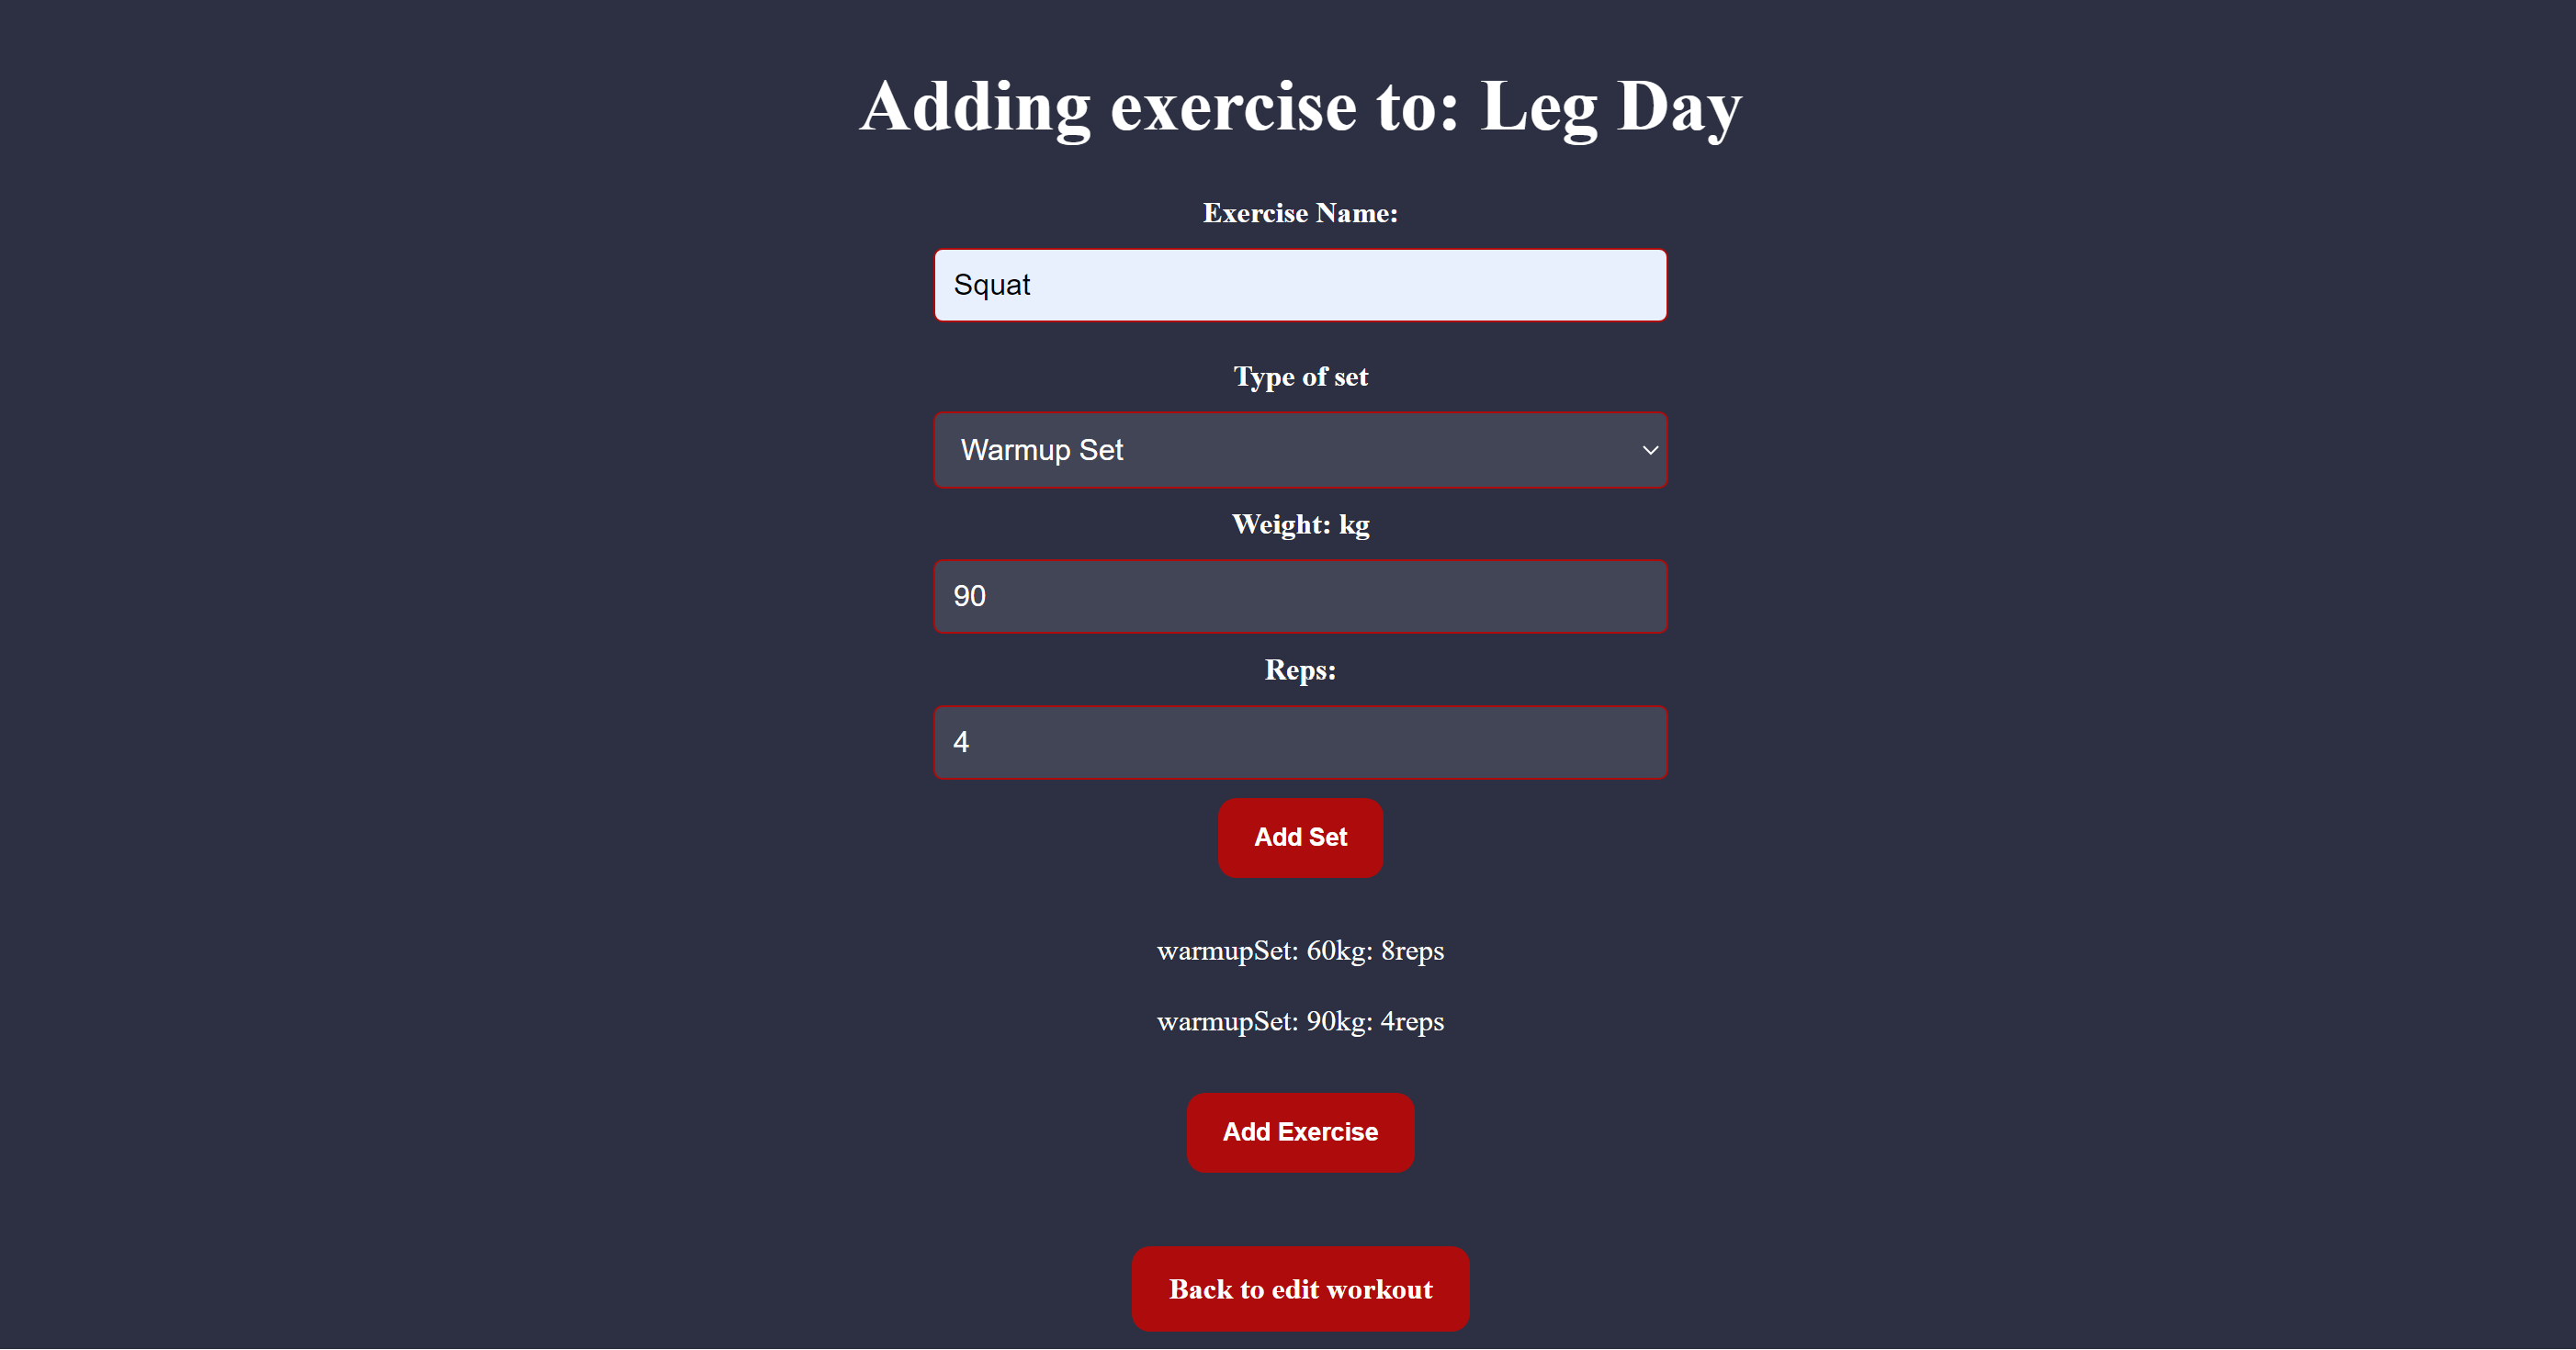 Adding exercise to: Leg Day
Exercise Name:
Squat
Type of set
Warmup Set
Weight: kg
90
Reps:
4
Add Set
warmupSet: 60kg: 8reps
warmupSet: 90kg: 4reps
Add Exercise
Back to edit workout